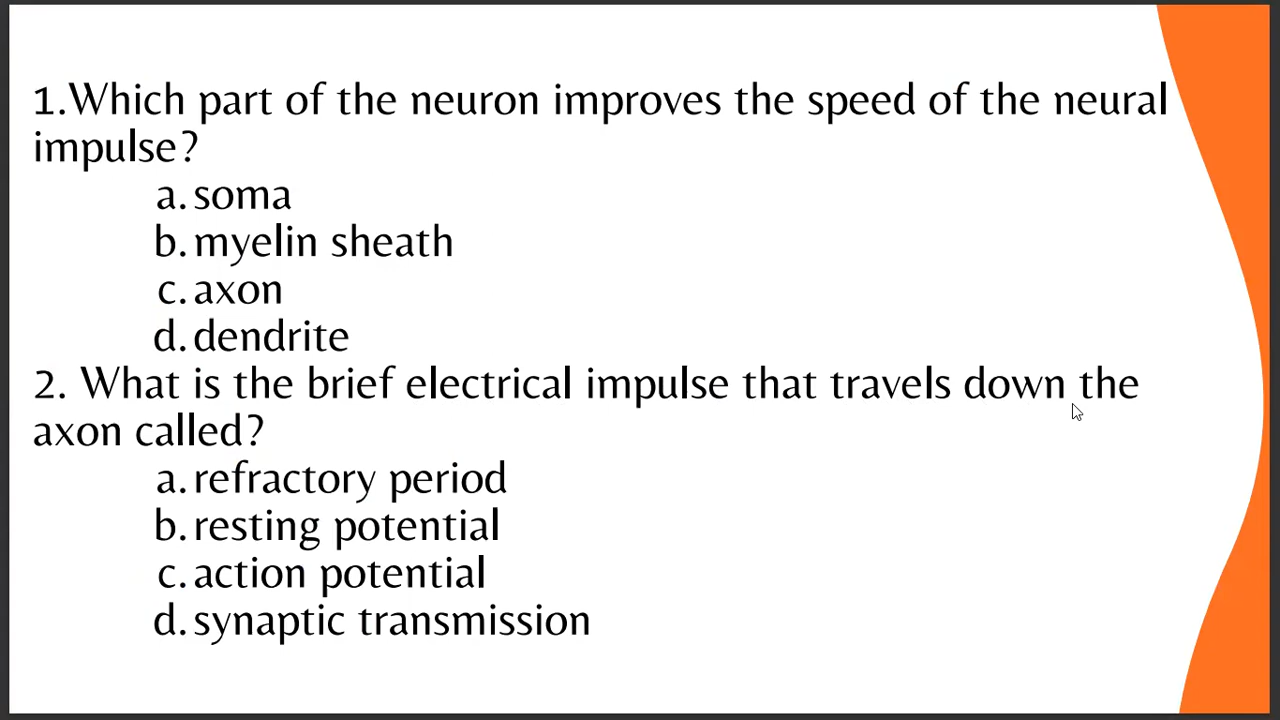 1.Which part of the neuron improves the speed of the neural
impulse?
a. soma
b. myelin sheath
c. axon
d. dendrite
2. What is the brief electrical impulse that travels down the
axon called?
a. refractory period
b. resting potential
c. action potential
d. synaptic transmission